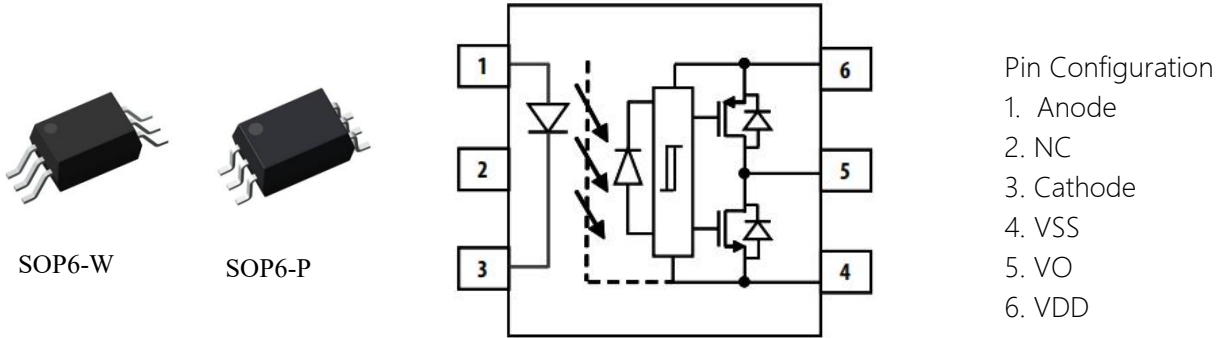 SOP6-W
SOP6-P
1
2
3
6
5
4
Pin Configuration
1. Anode
2. NC
3. Cathode
4. VSS
5. VO
6. VDD